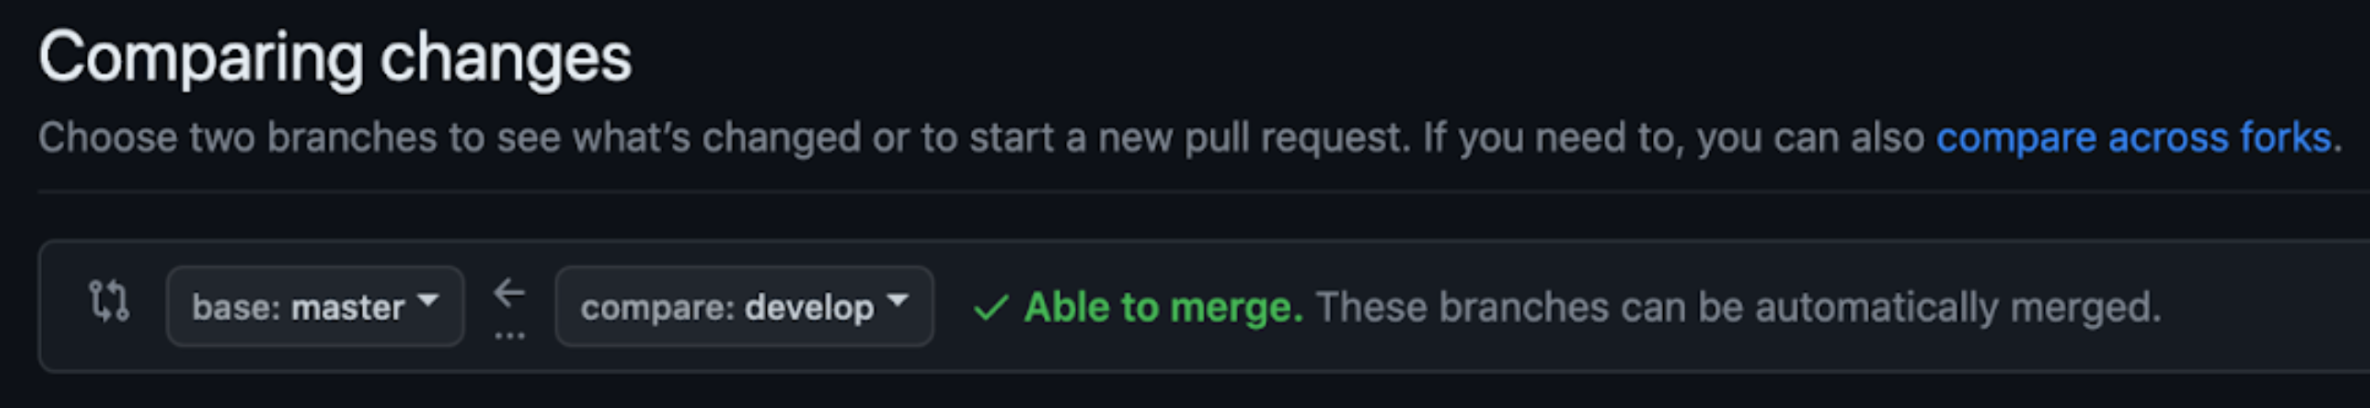 Comparing changes
Choose two branches to see what’s changed or to start a new pull request. If you need to, you can also compare across forks.
base: master ... compare: develop Able to merge. These branches can be automatically merged.